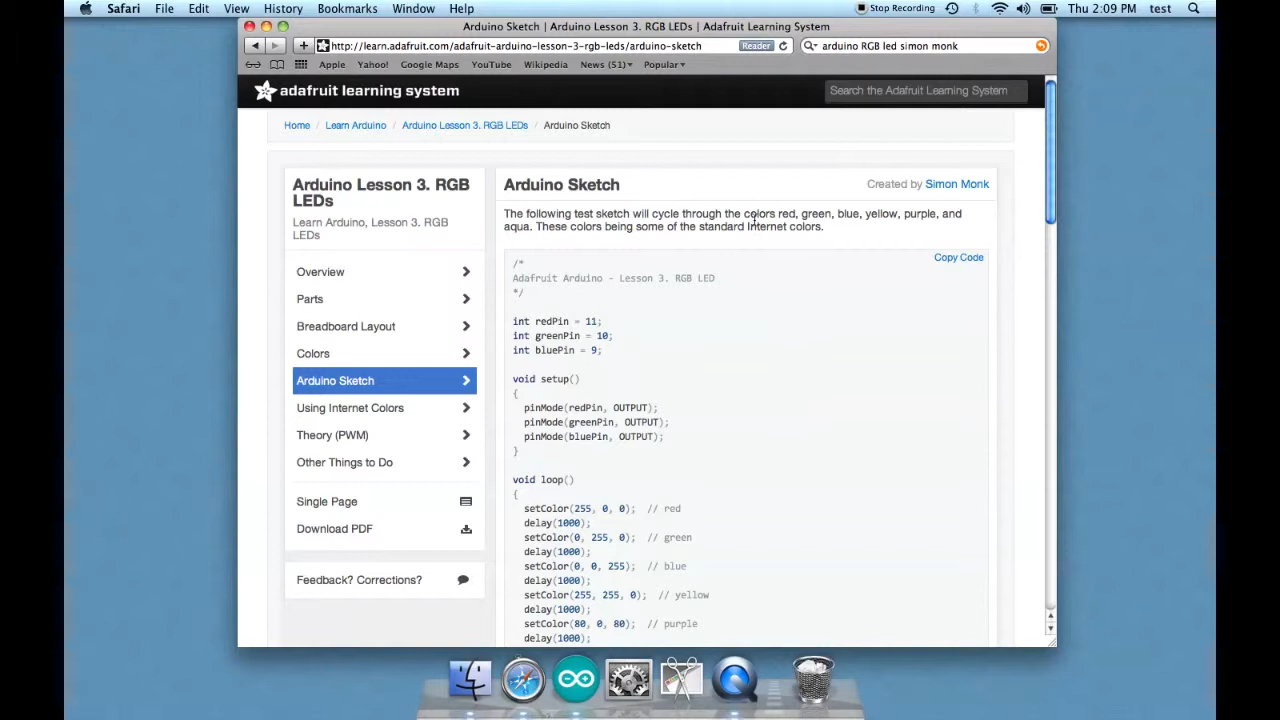 Safari File Edit View History Bookmarks Window Help Stop Recording Thu 2:09 PM test
Arduino Sketch | Arduino Lesson 3. RGB LEDs | Adafruit Learning System
http://learn.adafruit.com/adafruit-arduino-lesson-3-rgb-leds/arduino-sketch Reader arduino RGB led simon monk
Apple Yahoo! Google Maps YouTube Wikipedia News (51) Popular
adafruit learning system Search the Adafruit Learning System
Home / Learn Arduino / Arduino Lesson 3. RGB LEDs / Arduino Sketch
Arduino Lesson 3. RGB
LEDs
Learn Arduino, Lesson 3. RGB
LEDs
Overview
Parts
Breadboard Layout
Colors
Arduino Sketch
Using Internet Colors
Theory (PWM)
Other Things to Do
Single Page
Download PDF
Feedback? Corrections?
Arduino Sketch Created by Simon Monk
The following test sketch will cycle through the colors red, green, blue, yellow, purple, and
aqua. These colors being some of the standard Internet colors.
Copy Code
/*
Adafruit Arduino - Lesson 3. RGB LED
*/
int redPin = 11;
int greenPin = 10;
int bluePin = 9;
void setup()
{
pinMode(redPin, OUTPUT);
pinMode(greenPin, OUTPUT);
pinMode(bluePin, OUTPUT);
}
void loop()
{
setColor(255, 0, 0); // red
delay(1000);
setColor(0, 255, 0); // green
delay(1000);
setColor(0, 0, 255); // blue
delay(1000);
setColor(255, 255, 0); // yellow
delay(1000);
setColor(80, 0, 80); // purple
delay(1000);